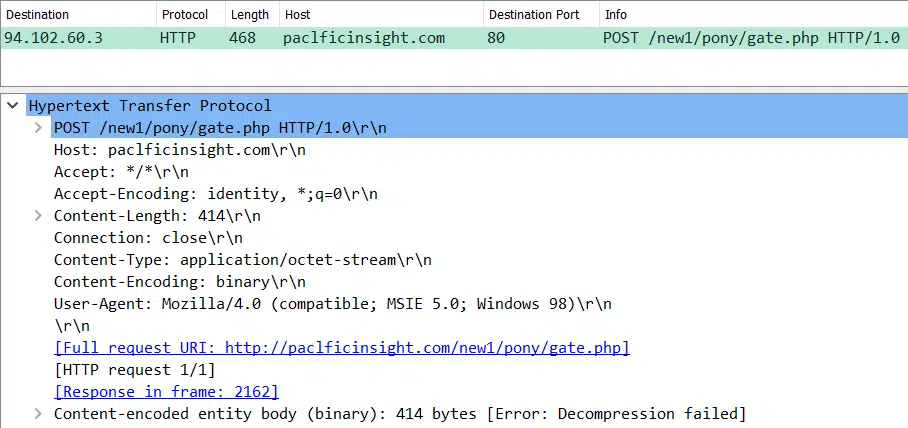 Destination Protocol Length Host Destination Port Info
94.102.60.3 HTTP 468 paclficinsight.com 80 POST /new1/pony/gate.php HTTP/1.0
Hypertext Transfer Protocol
POST /new1/pony/gate.php HTTP/1.0\r\n
Host: paclficinsight.com\r\n
Accept: */*\r\n
Accept-Encoding: identity, *;q=0\r\n
Content-Length: 414\r\n
Connection: close\r\n
Content-Type: application/octet-stream\r\n
Content-Encoding: binary\r\n
User-Agent: Mozilla/4.0 (compatible; MSIE 5.0; Windows 98)\r\n
\r\n
[Full request URI: http://paclficinsight.com/new1/pony/gate.php]
[HTTP request 1/1]
[Response in frame: 2162]
Content-encoded entity body (binary): 414 bytes [Error: Decompression failed]